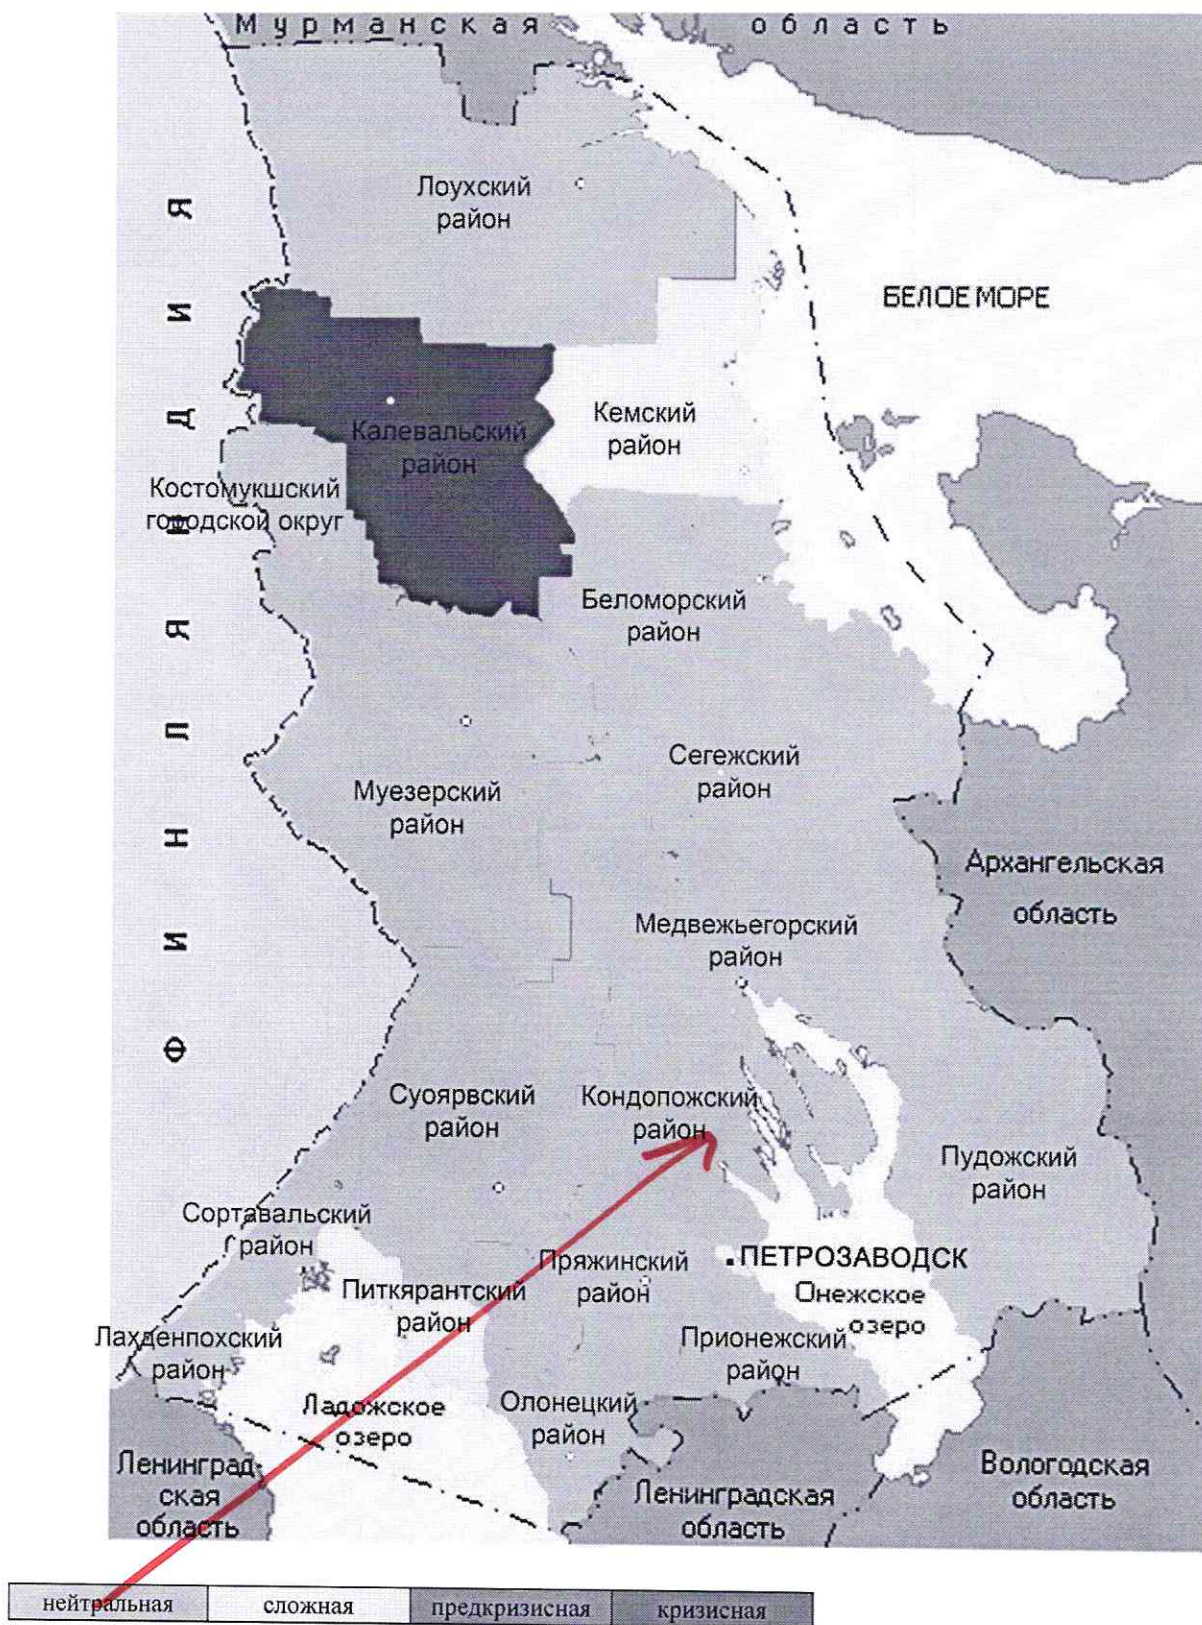 Мурманская область
Лоухский
район
БЕЛОЕ МОРЕ
Кемский
район
Калевальский
район
Костомукшский
городской округ
Беломорский
район
ФИНЛЯНДИЯ
Сегежский
район
Муезерский
район
Архангельская
область
Медвежьегорский
район
Суоярвский
район
Кондопожский
район
Пудожский
район
Сортавальский
район
Пряжинский
район
ПЕТРОЗАВОДСК
Онежское
озеро
Питкярантский
район
Лахденпохский
район
Прионежский
район
Ладожское
озеро
Олонецкий
район
Ленинград-
ская
область
Ленинградская
область
Вологодская
область
нейтральная
сложная
предкризисная
кризисная